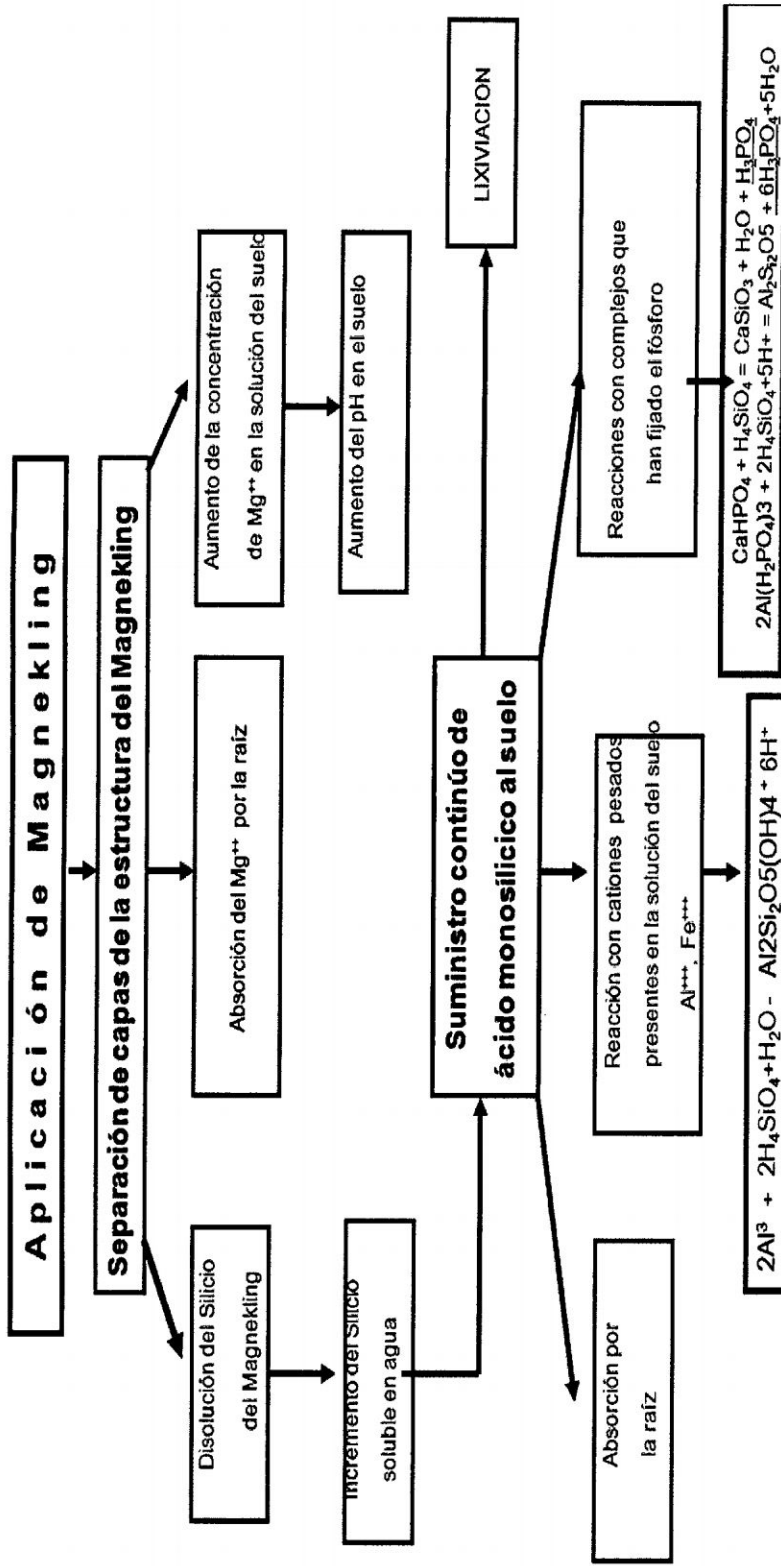 Aplicación de Magnekling
Separación de capas de la estructura del Magnekling
Disolución del Silicio
del Magnekling
Absorción del Mg⁺⁺ por la raíz
Aumento de la concentración
de Mg⁺⁺ en la solución del suelo
Incremento del Silicio
soluble en agua
Aumento del pH en el suelo
Suministro continúo de
ácido monosilicico al suelo
LIXIVIACION
Absorción por
la raíz
Reacción con cationes pesados
presentes en la solución del suelo
Al⁺⁺⁺, Fe⁺⁺⁺
Reacciones con complejos que
han fijado el fósforo
2Al³ + 2H₄SiO₄+H₂O - Al2Si₂O5(OH)4 + 6H⁺
CaHPO₄ + H₄SiO₄ = CaSiO₃ + H₂O + H₃PO₄
2Al(H₂PO₄)3 + 2H₄SiO₄+5H+ = Al₂S₂O5 + 6H₃PO₄+5H₂O